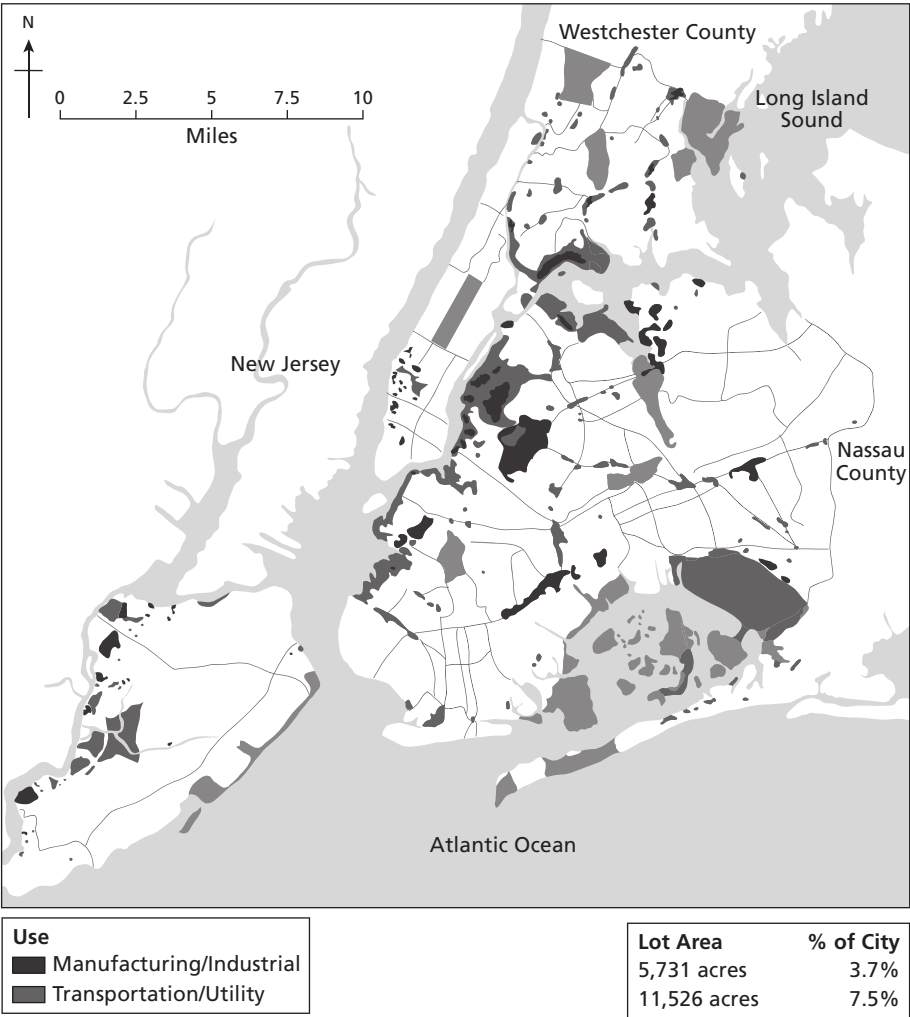 Westchester County
N
Long Island
Sound
0 2.5 5 7.5 10
Miles
New Jersey
Nassau
County
Atlantic Ocean
Use
Manufacturing/Industrial
Transportation/Utility
Lot Area % of City
5,731 acres 3.7%
11,526 acres 7.5%